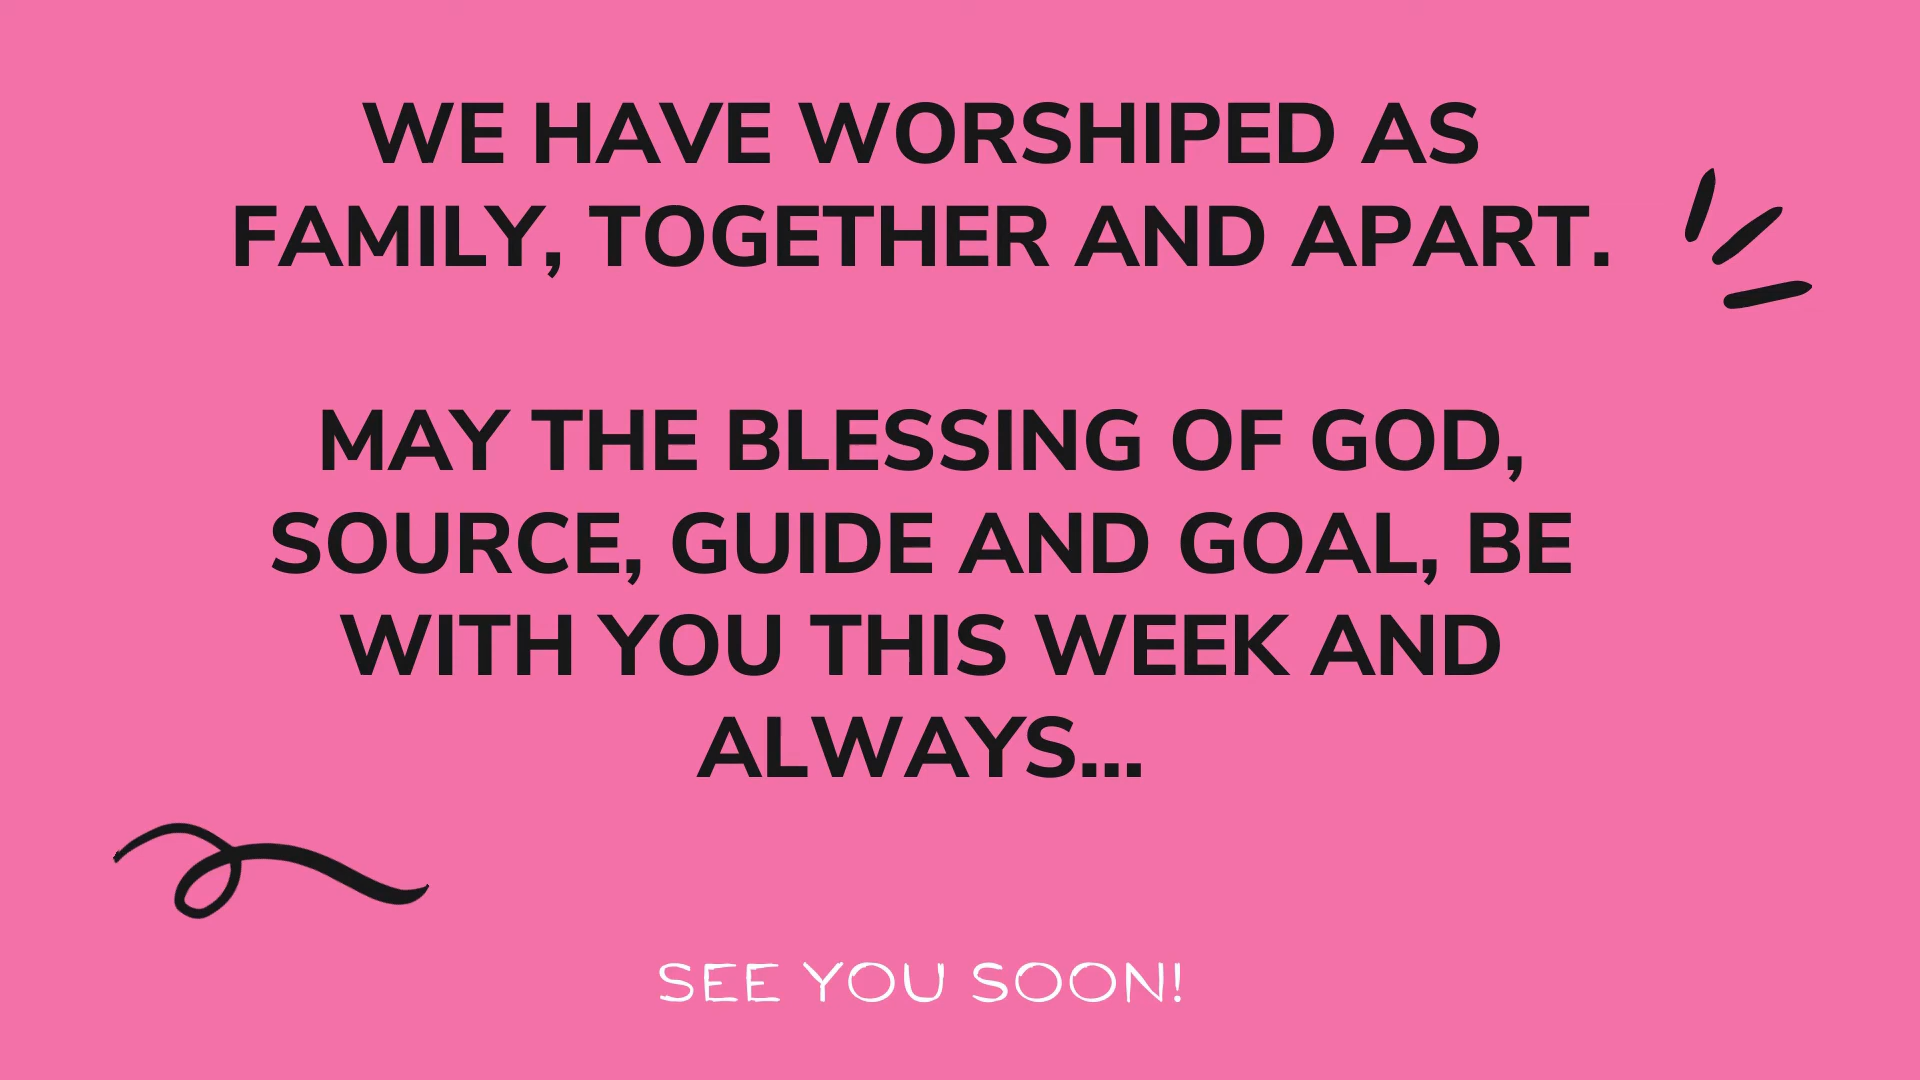 WE HAVE WORSHIPED AS
FAMILY, TOGETHER AND APART.
MAY THE BLESSING OF GOD,
SOURCE, GUIDE AND GOAL, BE
WITH YOU THIS WEEK AND
ALWAYS...
SEE YOU SOON!